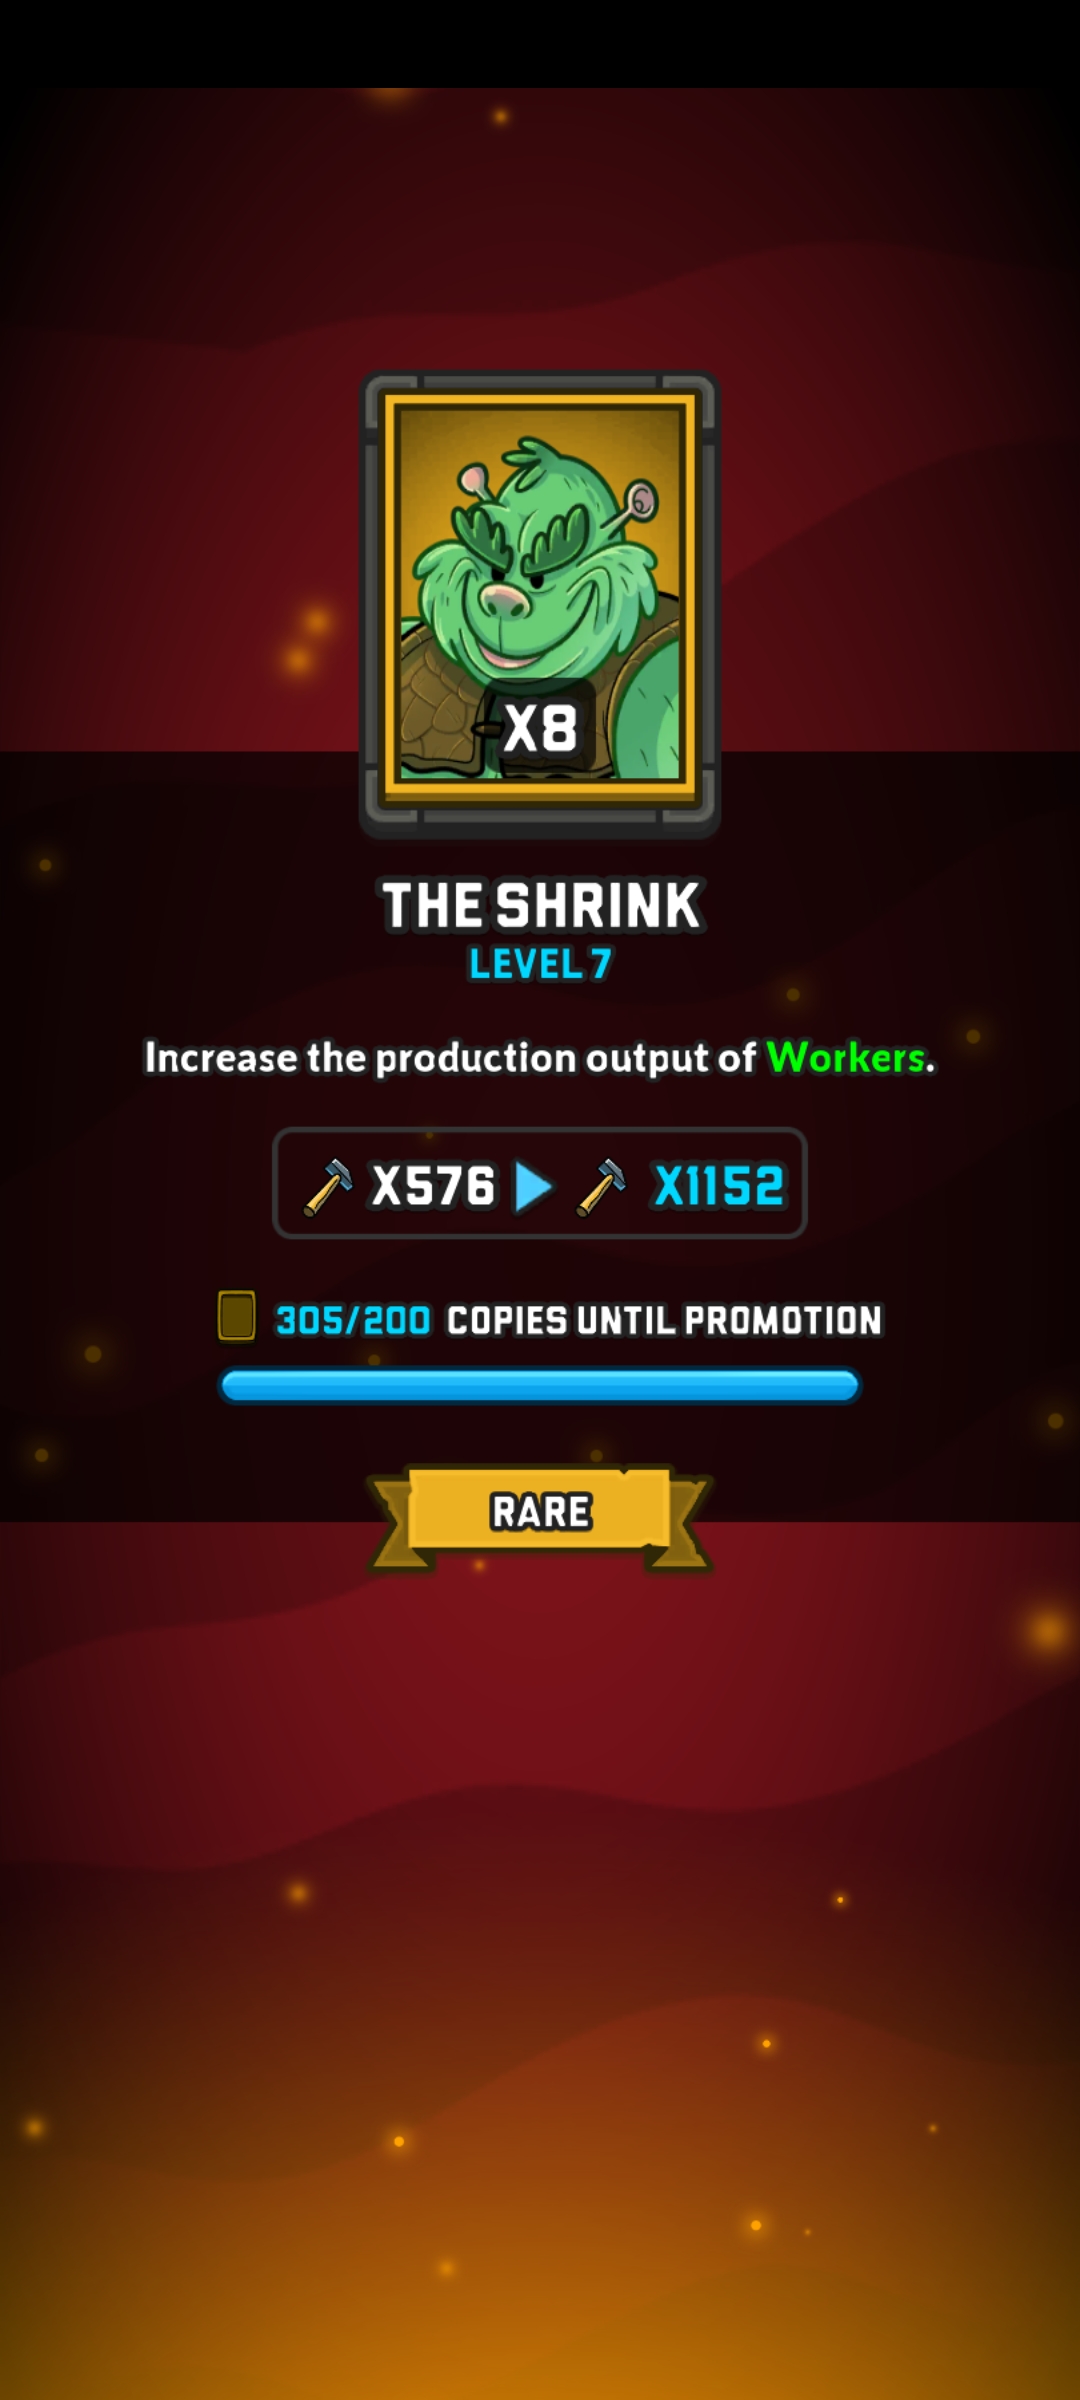 X8
THE SHRINK
LEVEL 7
Increase the production output of Workers.
X576 X1152
305/200 COPIES UNTIL PROMOTION
RARE